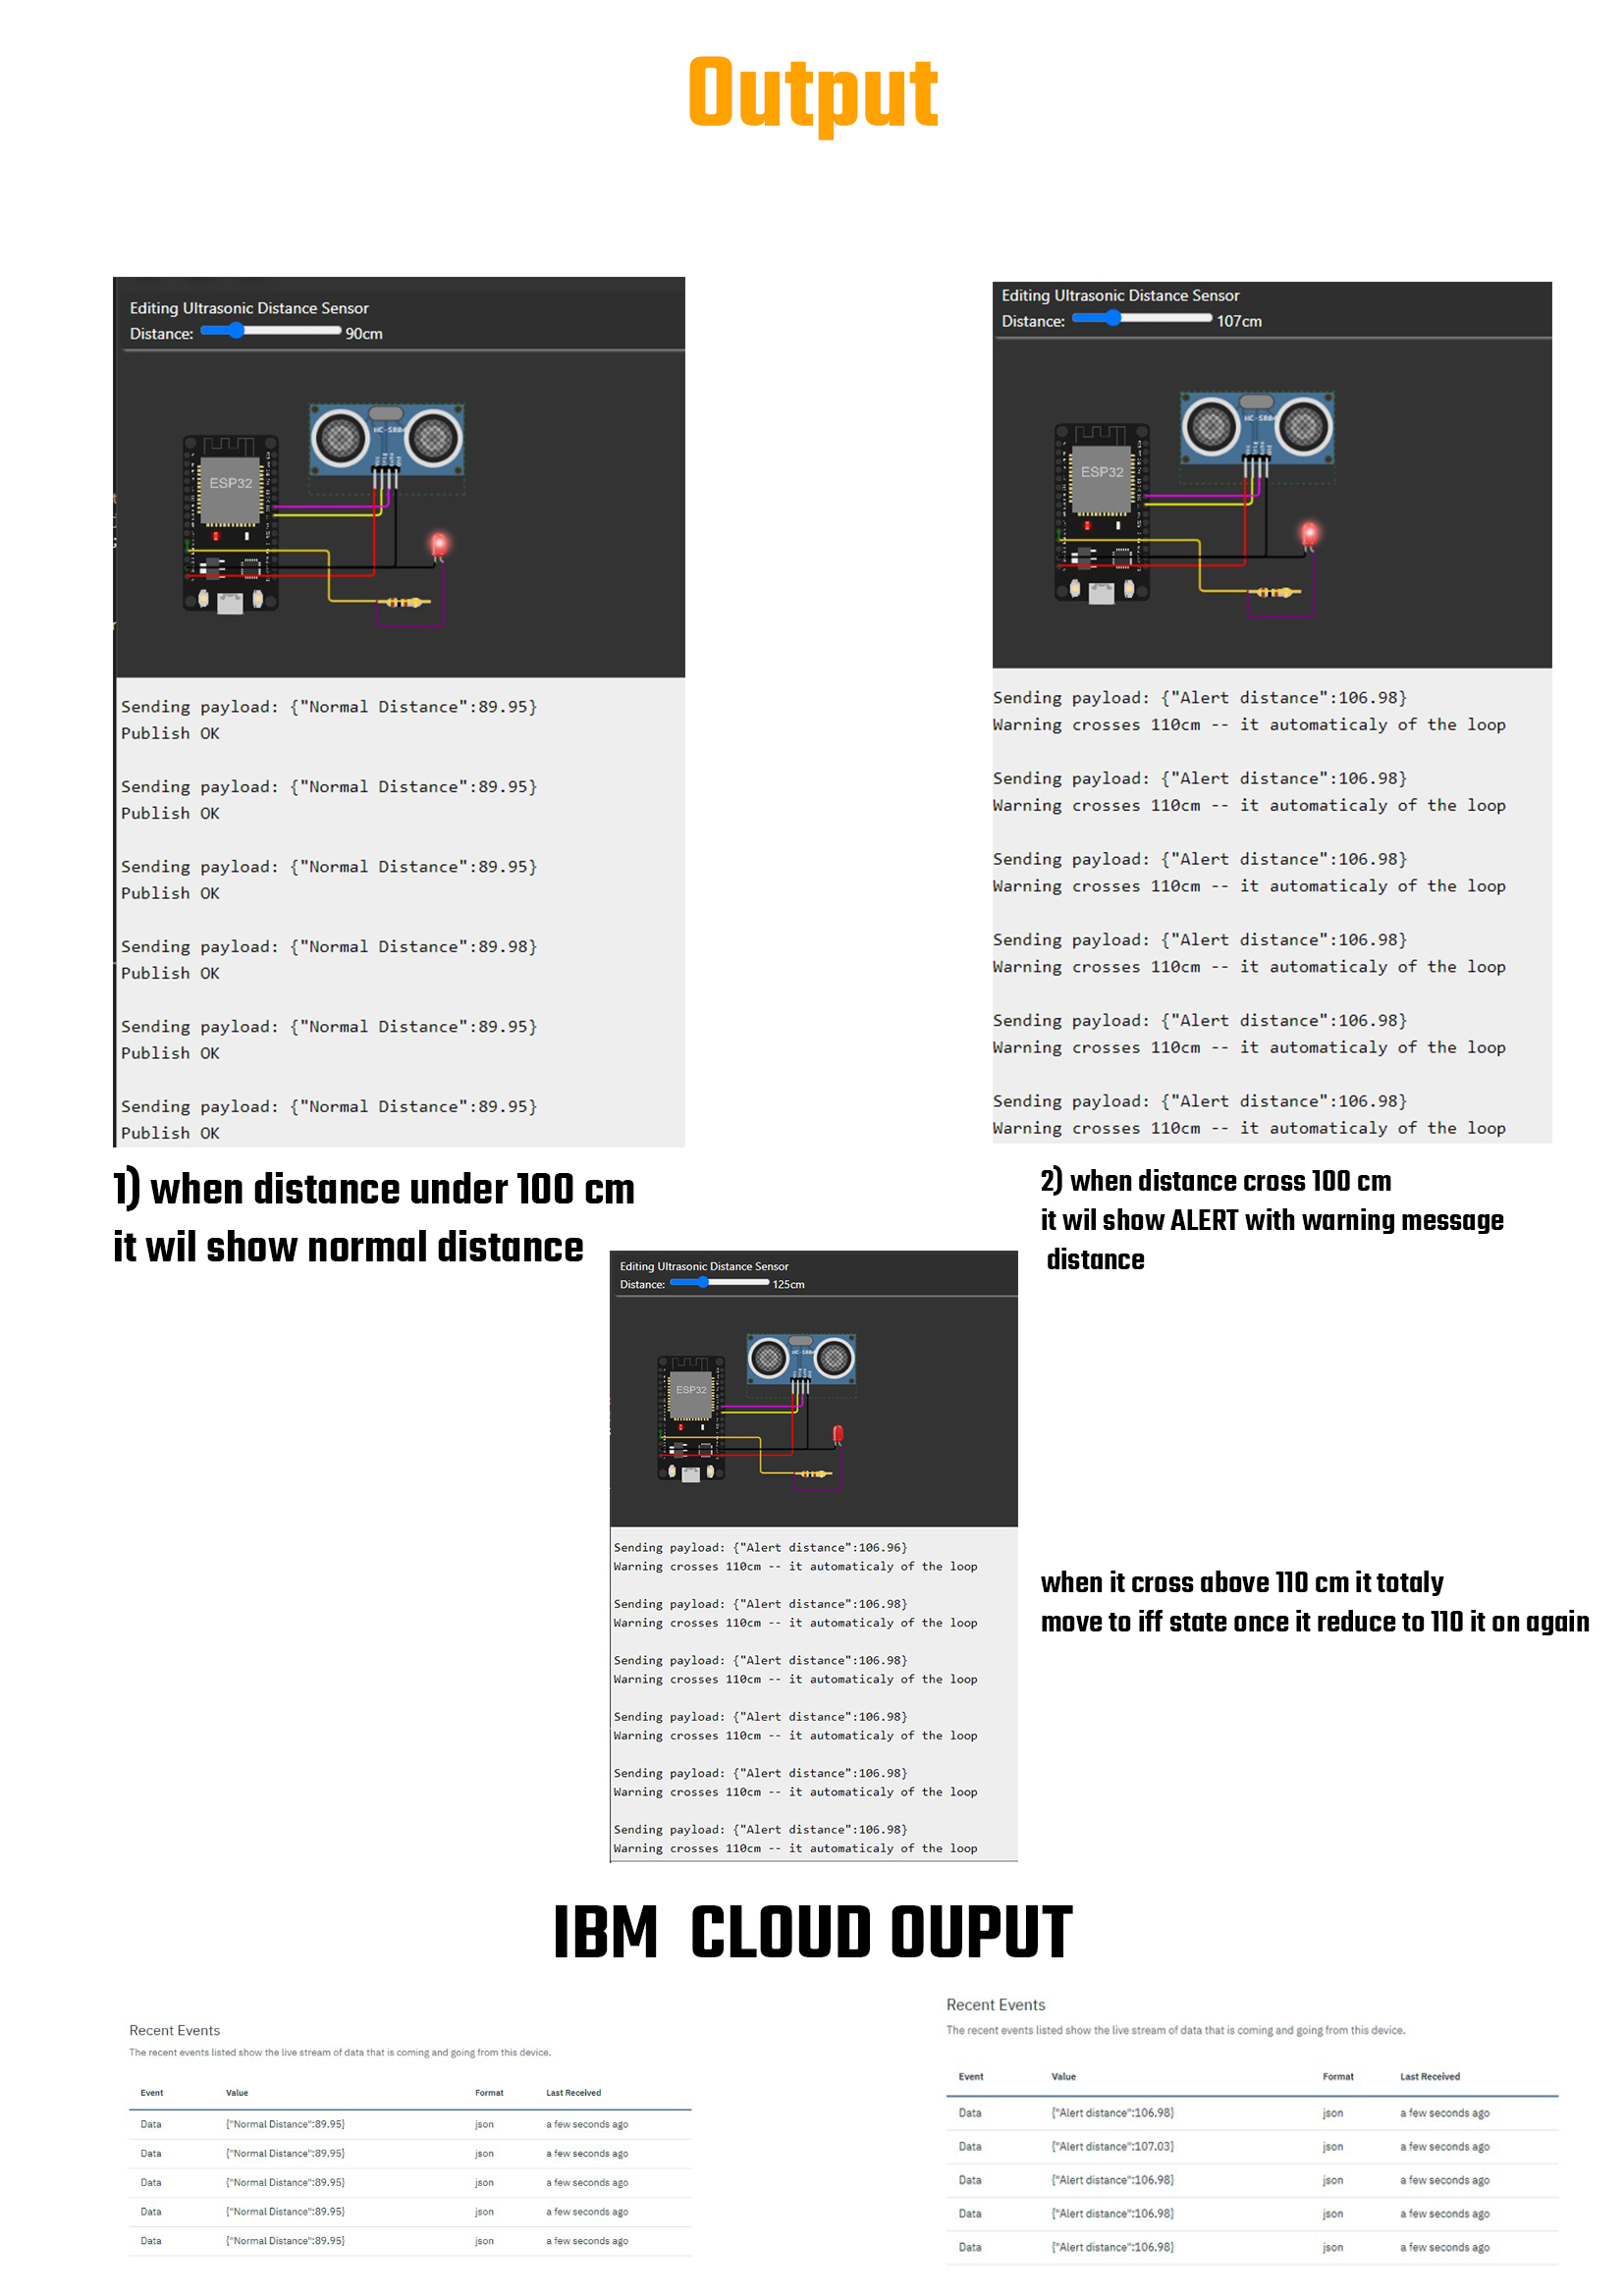 Output
Editing Ultrasonic Distance Sensor
Distance: 90cm
HC-SR04
ESP32
Sending payload: {"Normal Distance":89.95}
Publish OK
Sending payload: {"Normal Distance":89.95}
Publish OK
Sending payload: {"Normal Distance":89.95}
Publish OK
Sending payload: {"Normal Distance":89.98}
Publish OK
Sending payload: {"Normal Distance":89.95}
Publish OK
Sending payload: {"Normal Distance":89.95}
Publish OK
1) when distance under 100 cm
it wil show normal distance
Editing Ultrasonic Distance Sensor
Distance: 107cm
HC-SR04
ESP32
Sending payload: {"Alert distance":106.98}
Warning crosses 110cm -- it automaticaly of the loop
Sending payload: {"Alert distance":106.98}
Warning crosses 110cm -- it automaticaly of the loop
Sending payload: {"Alert distance":106.98}
Warning crosses 110cm -- it automaticaly of the loop
Sending payload: {"Alert distance":106.98}
Warning crosses 110cm -- it automaticaly of the loop
Sending payload: {"Alert distance":106.98}
Warning crosses 110cm -- it automaticaly of the loop
Sending payload: {"Alert distance":106.98}
Warning crosses 110cm -- it automaticaly of the loop
2) when distance cross 100 cm
it wil show ALERT with warning message
distance
Editing Ultrasonic Distance Sensor
Distance: 125cm
HC-SR04
ESP32
Sending payload: {"Alert distance":106.96}
Warning crosses 110cm -- it automaticaly of the loop
Sending payload: {"Alert distance":106.98}
Warning crosses 110cm -- it automaticaly of the loop
Sending payload: {"Alert distance":106.98}
Warning crosses 110cm -- it automaticaly of the loop
Sending payload: {"Alert distance":106.98}
Warning crosses 110cm -- it automaticaly of the loop
Sending payload: {"Alert distance":106.98}
Warning crosses 110cm -- it automaticaly of the loop
Sending payload: {"Alert distance":106.98}
Warning crosses 110cm -- it automaticaly of the loop
when it cross above 110 cm it totaly
move to iff state once it reduce to 110 it on again
IBM CLOUD OUPUT
Recent Events
The recent events listed show the live stream of data that is coming and going from this device.
Event Value Format Last Received
Data {"Normal Distance":89.95} json a few seconds ago
Data {"Normal Distance":89.95} json a few seconds ago
Data {"Normal Distance":89.95} json a few seconds ago
Data {"Normal Distance":89.95} json a few seconds ago
Data {"Normal Distance":89.95} json a few seconds ago
Recent Events
The recent events listed show the live stream of data that is coming and going from this device.
Event Value Format Last Received
Data {"Alert distance":106.98} json a few seconds ago
Data {"Alert distance":107.03} json a few seconds ago
Data {"Alert distance":106.98} json a few seconds ago
Data {"Alert distance":106.98} json a few seconds ago
Data {"Alert distance":106.98} json a few seconds ago